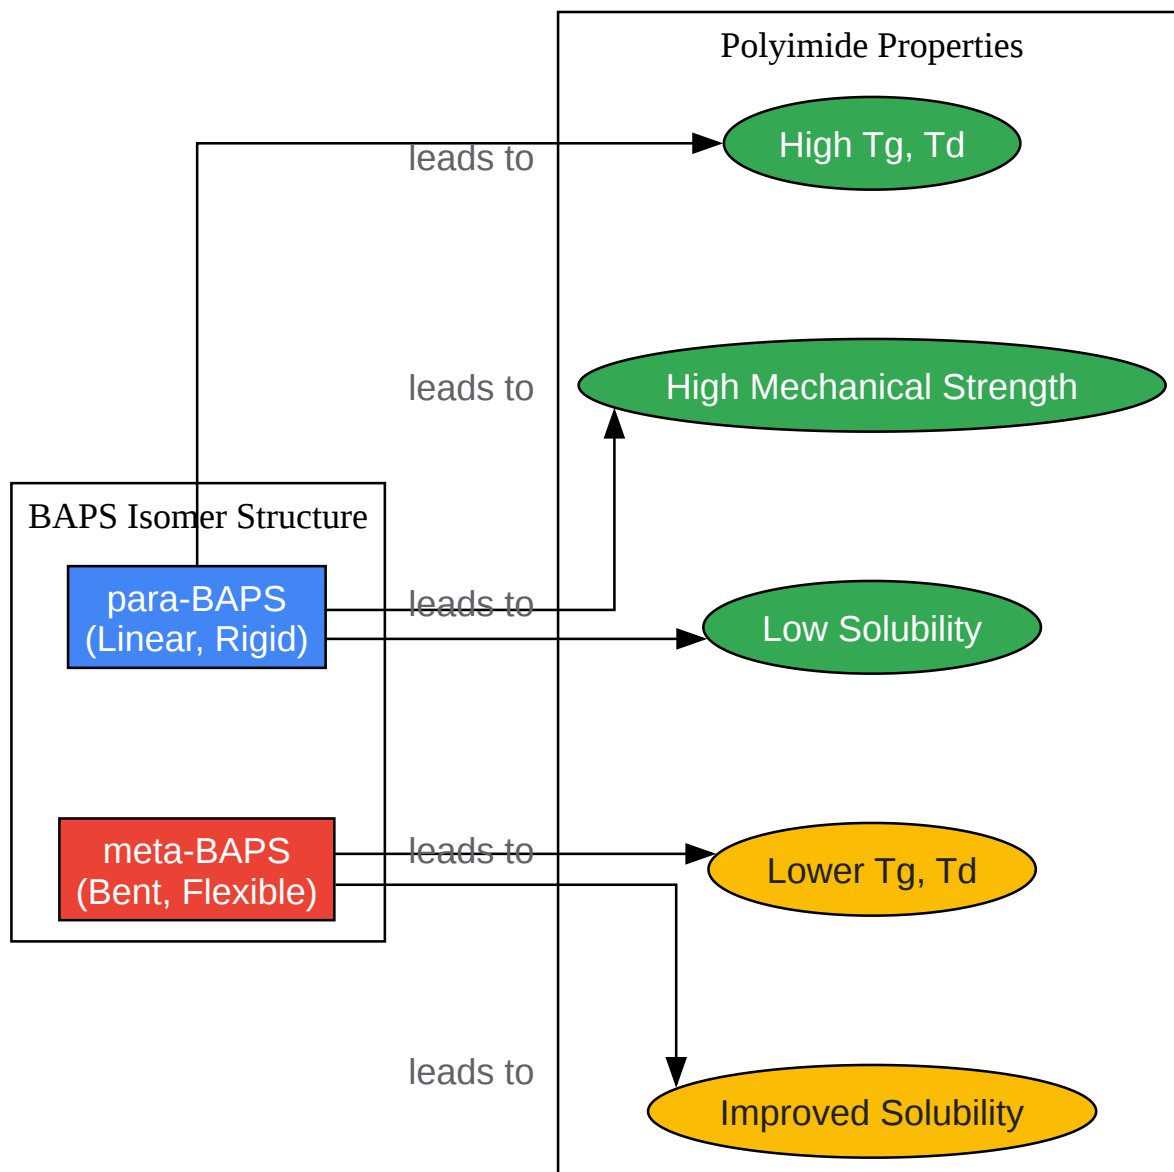 Polyimide Properties
High Tg, Td
leads to
leads to
High Mechanical Strength
BAPS Isomer Structure
para-BAPS
(Linear, Rigid)
leads to
Low Solubility
meta-BAPS
(Bent, Flexible)
leads to
Lower Tg, Td
leads to
Improved Solubility